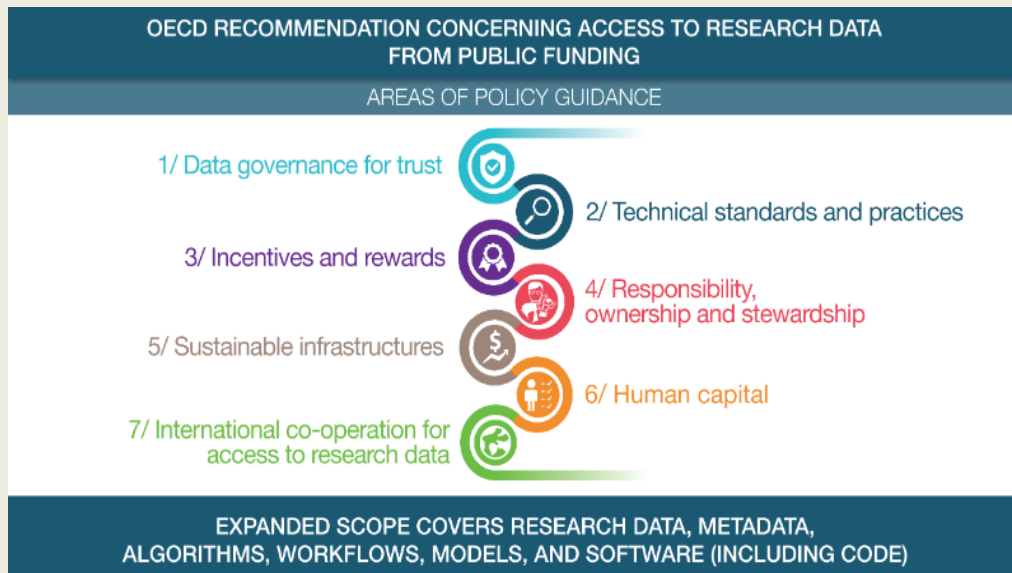 OECD RECOMMENDATION CONCERNING ACCESS TO RESEARCH DATA
FROM PUBLIC FUNDING
AREAS OF POLICY GUIDANCE
1/ Data governance for trust
2/ Technical standards and practices
3/ Incentives and rewards
4/ Responsibility,
ownership and stewardship
5/ Sustainable infrastructures
$
6/ Human capital
7/ International co-operation for
access to research data
EXPANDED SCOPE COVERS RESEARCH DATA, METADATA,
ALGORITHMS, WORKFLOWS, MODELS, AND SOFTWARE (INCLUDING CODE)